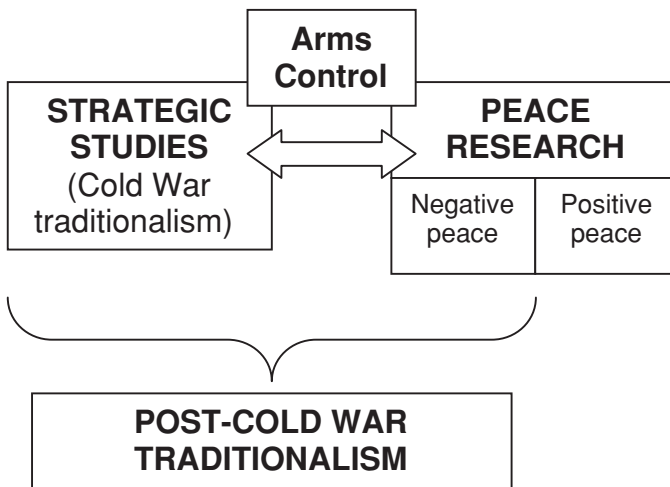 Arms
Control
STRATEGIC
STUDIES
(Cold War
traditionalism)
PEACE
RESEARCH
Negative
peace
Positive
peace
POST-COLD WAR
TRADITIONALISM